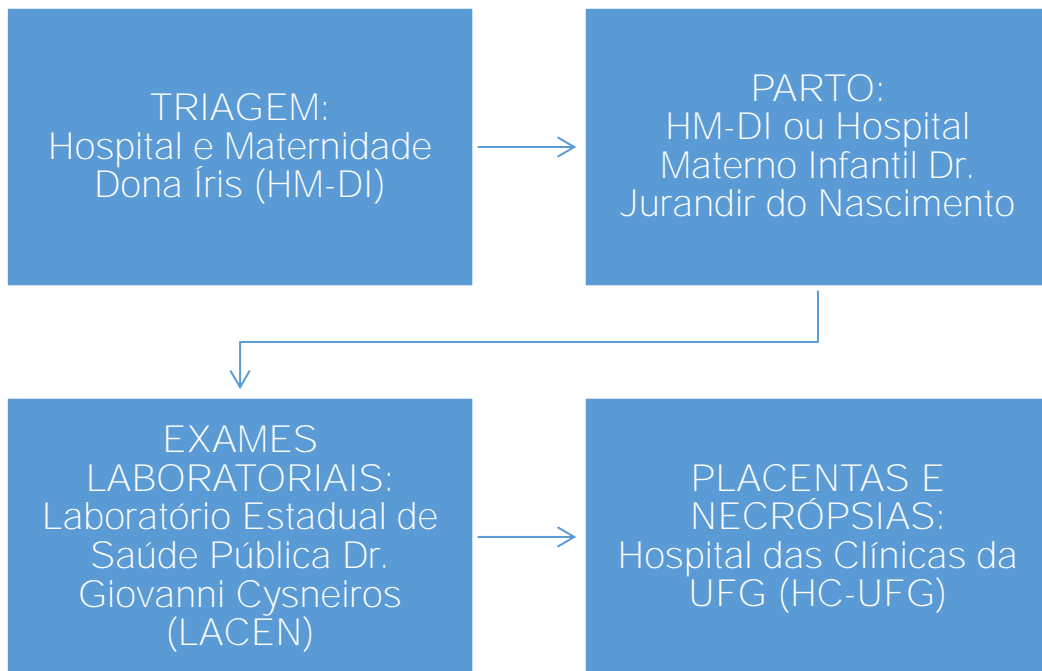 TRIAGEM:
Hospital e Maternidade
Dona Íris (HM-DI)
PARTO:
HM-DI ou Hospital
Materno Infantil Dr.
Jurandir do Nascimento
EXAMES
LABORATORIAIS:
Laboratório Estadual de
Saúde Pública Dr.
Giovanni Cysneiros
(LACEN)
PLACENTAS E
NECRÓPSIAS:
Hospital das Clínicas da
UFG (HC-UFG)